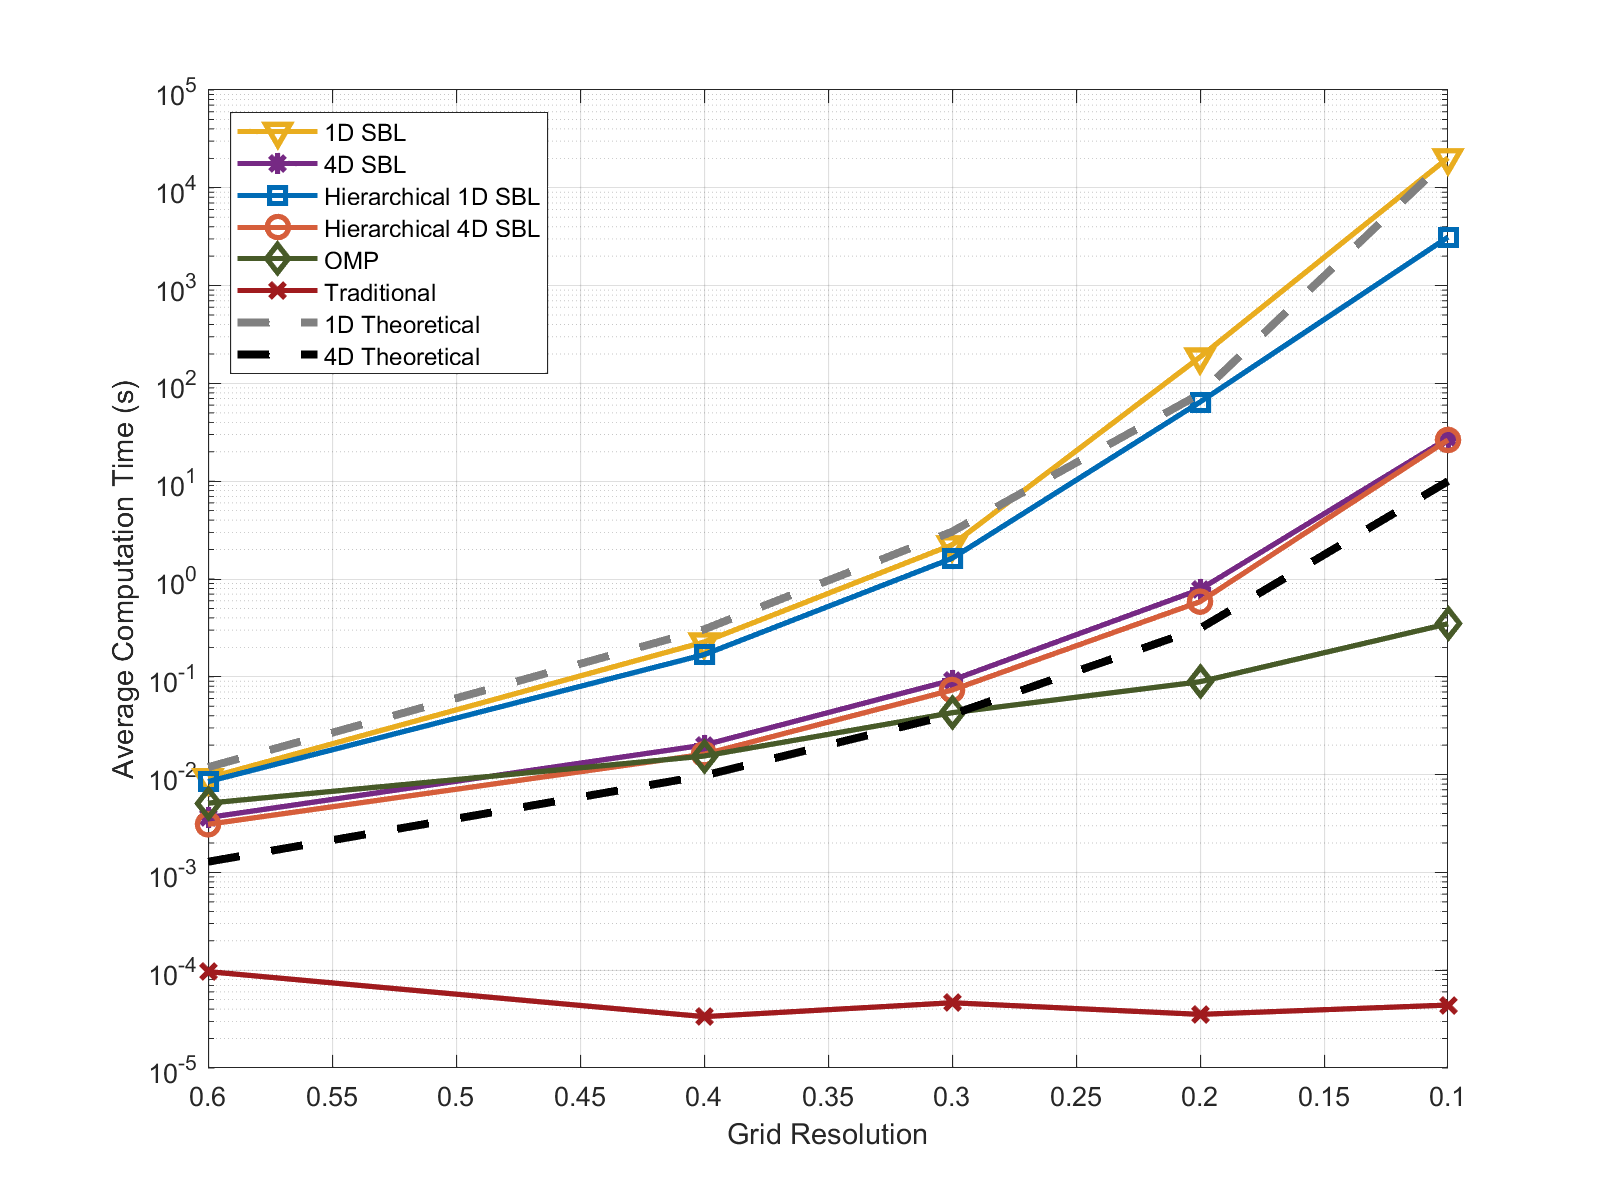 10^5
10^4
10^3
10^2
10^1
10^0
10^-1
10^-2
10^-3
10^-4
10^-5
Average Computation Time (s)
1D SBL
4D SBL
Hierarchical 1D SBL
Hierarchical 4D SBL
OMP
Traditional
1D Theoretical
4D Theoretical
0.6 0.55 0.5 0.45 0.4 0.35 0.3 0.25 0.2 0.15 0.1
Grid Resolution